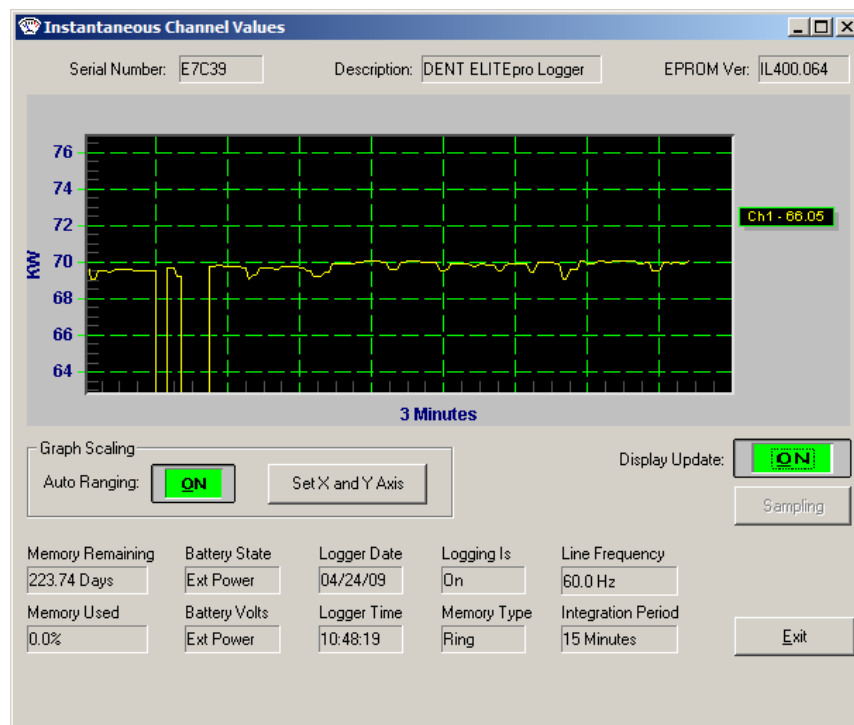 Instantaneous Channel Values
Serial Number: E7C39 Description: DENT ELITEpro Logger EPROM Ver: IL400.064
76
74
72
Ch1 - 66.05
70
KW
68
66
64
3 Minutes
Graph Scaling
Auto Ranging: ON Set X and Y Axis
Display Update: ON
Sampling
Memory Remaining Battery State Logger Date Logging Is Line Frequency
223.74 Days Ext Power 04/24/09 On 60.0 Hz
Memory Used Battery Volts Logger Time Memory Type Integration Period
0.0% Ext Power 10:48:19 Ring 15 Minutes Exit